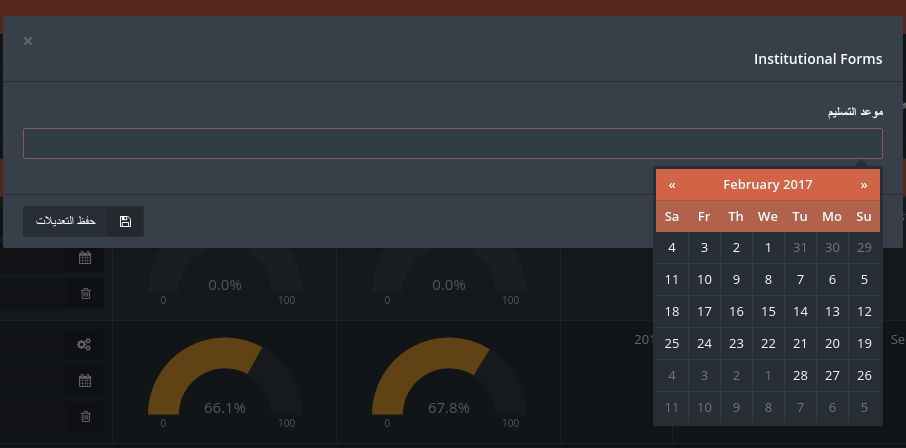 ×
Institutional Forms
موعد التسليم
حفظ التعديلات
« February 2017 »
Sa Fr Th We Tu Mo Su
4 3 2 1 31 30 29
11 10 9 8 7 6 5
18 17 16 15 14 13 12
25 24 23 22 21 20 19
4 3 2 1 28 27 26
11 10 9 8 7 6 5
0.0% 0.0%
0 100 0 100
201 Se
66.1% 67.8%
0 100 0 100